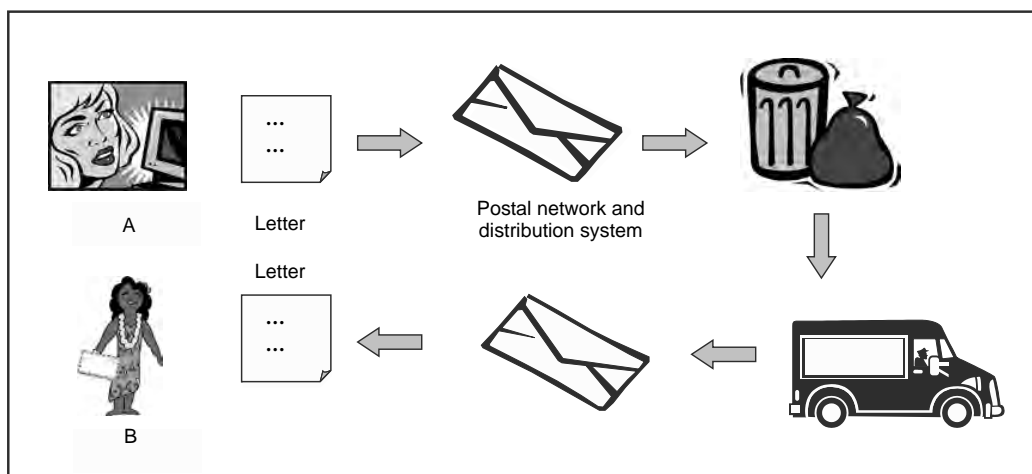 ...
...
A
Letter
Postal network and
distribution system
Letter
...
...
B